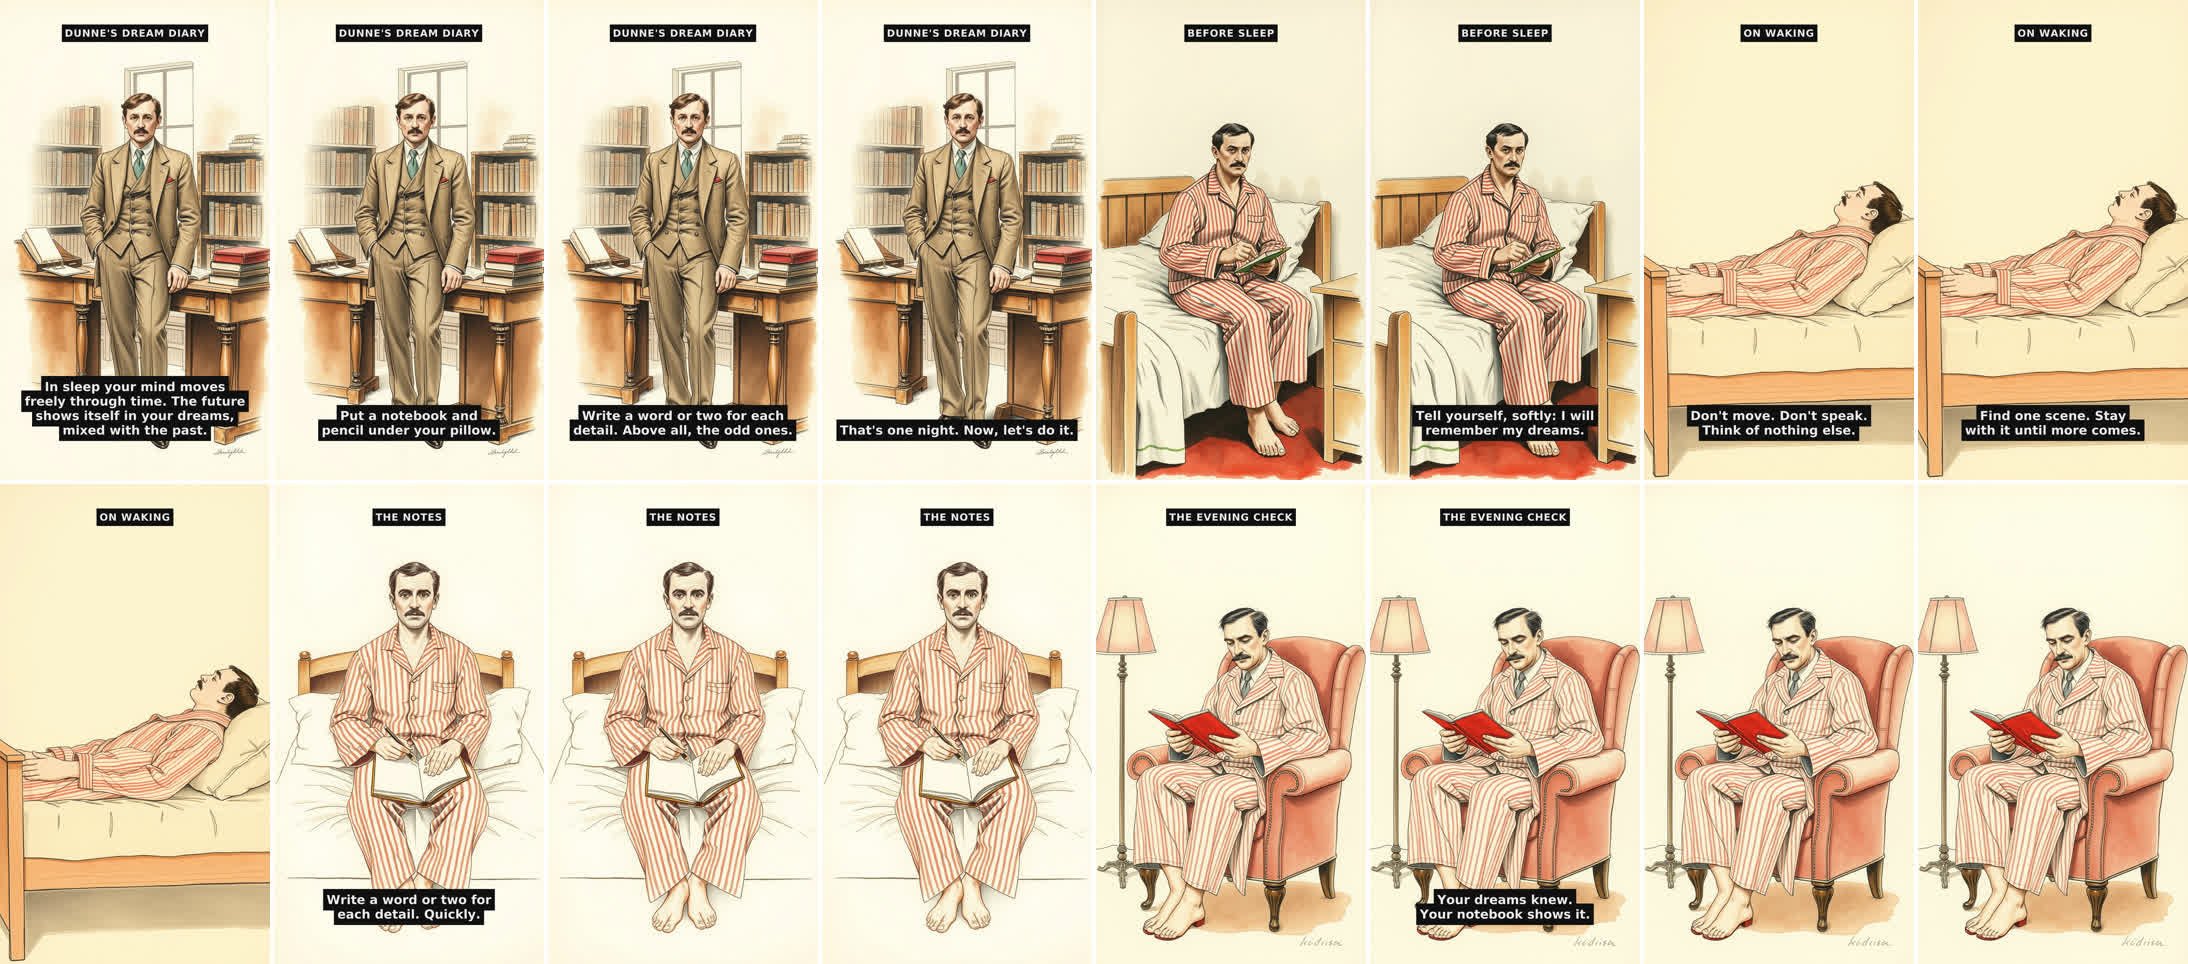 DUNNE'S DREAM DIARY
In sleep your mind moves
freely through time. The future
shows itself in your dreams,
mixed with the past.
DUNNE'S DREAM DIARY
Put a notebook and
pencil under your pillow.
DUNNE'S DREAM DIARY
Write a word or two for each
detail. Above all, the odd ones.
DUNNE'S DREAM DIARY
That's one night. Now, let's do it.
BEFORE SLEEP
BEFORE SLEEP
Tell yourself, softly: I will
remember my dreams.
ON WAKING
Don't move. Don't speak.
Think of nothing else.
ON WAKING
Find one scene. Stay
with it until more comes.
ON WAKING
THE NOTES
Write a word or two for
each detail. Quickly.
THE NOTES
THE NOTES
THE EVENING CHECK
THE EVENING CHECK
Your dreams knew.
Your notebook shows it.